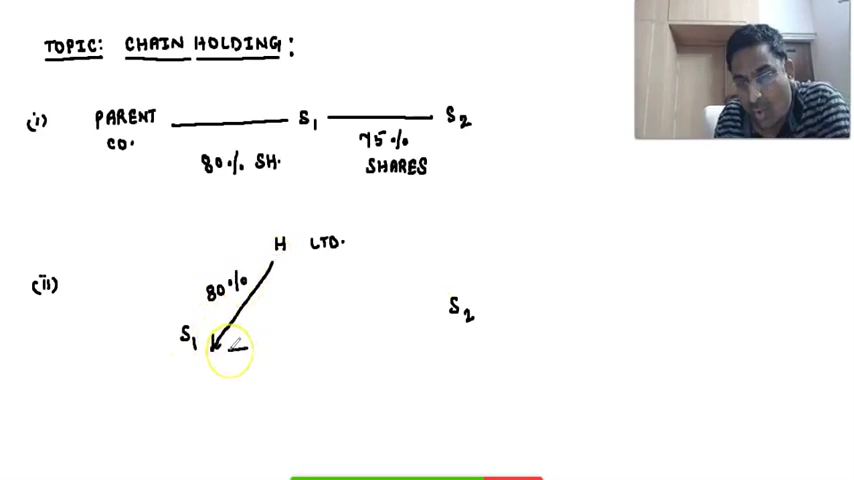 TOPIC: CHAIN HOLDING:
(i) PARENT CO. S1 S2
80% SH. 75% SHARES
(ii) H LTD.
80%
S1 S2